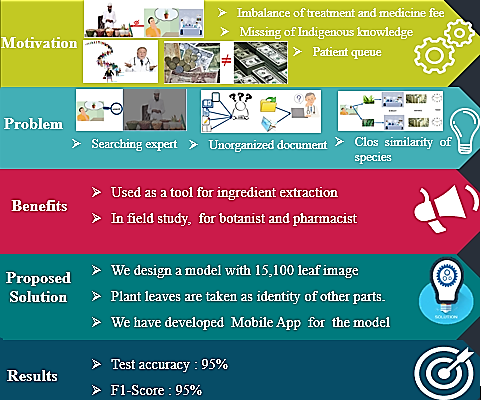 Motivation
➢ Imbalance of treatment and medicine fee
➢ Missing of Indigenous knowledge
➢ Patient queue
Problem
➢ Searching expert
➢ Unorganized document
➢ Clos similarity of
species
Benefits
➢ Used as a tool for ingredient extraction
➢ In field study, for botanist and pharmacist
Proposed
Solution
➢ We design a model with 15,100 leaf image
➢ Plant leaves are taken as identity of other parts.
➢ We have developed Mobile App for the model
SOLUTION
Results
➢ Test accuracy : 95%
➢ F1-Score : 95%